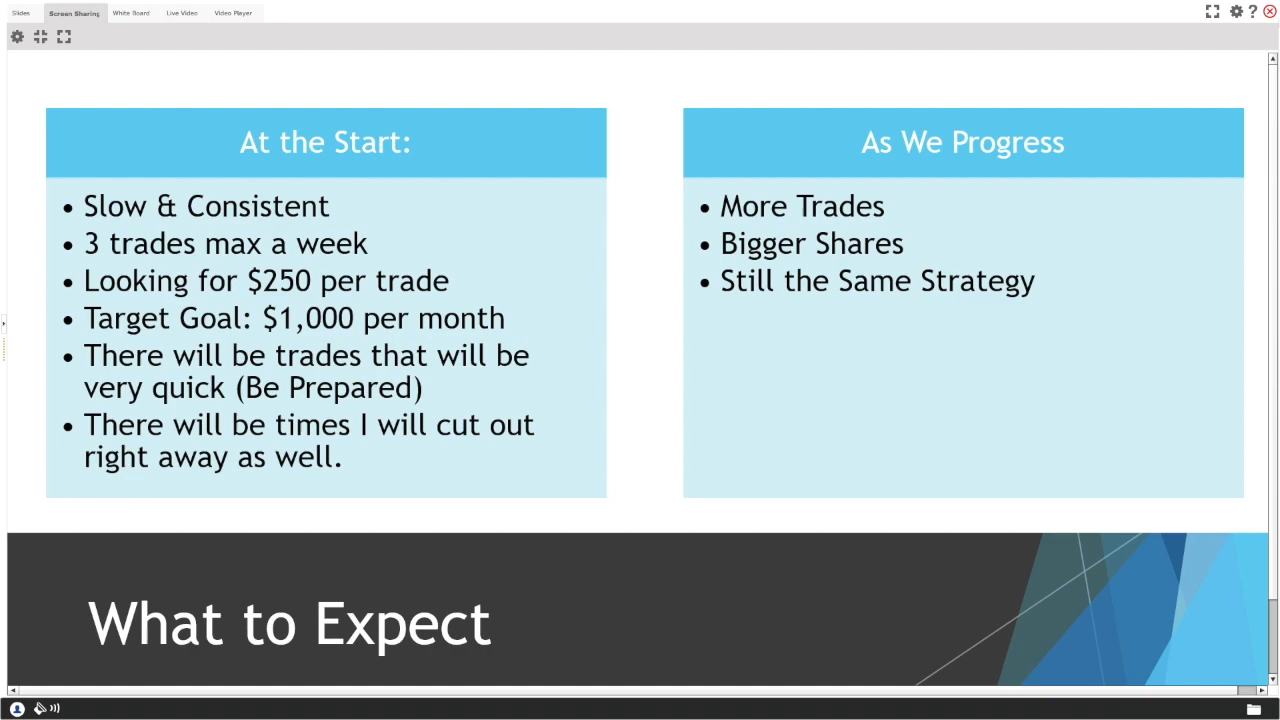 Slides Screen Sharing White Board Live Video Video Player
At the Start:
• Slow & Consistent
• 3 trades max a week
• Looking for $250 per trade
• Target Goal: $1,000 per month
• There will be trades that will be
very quick (Be Prepared)
• There will be times I will cut out
right away as well.
As We Progress
• More Trades
• Bigger Shares
• Still the Same Strategy
What to Expect